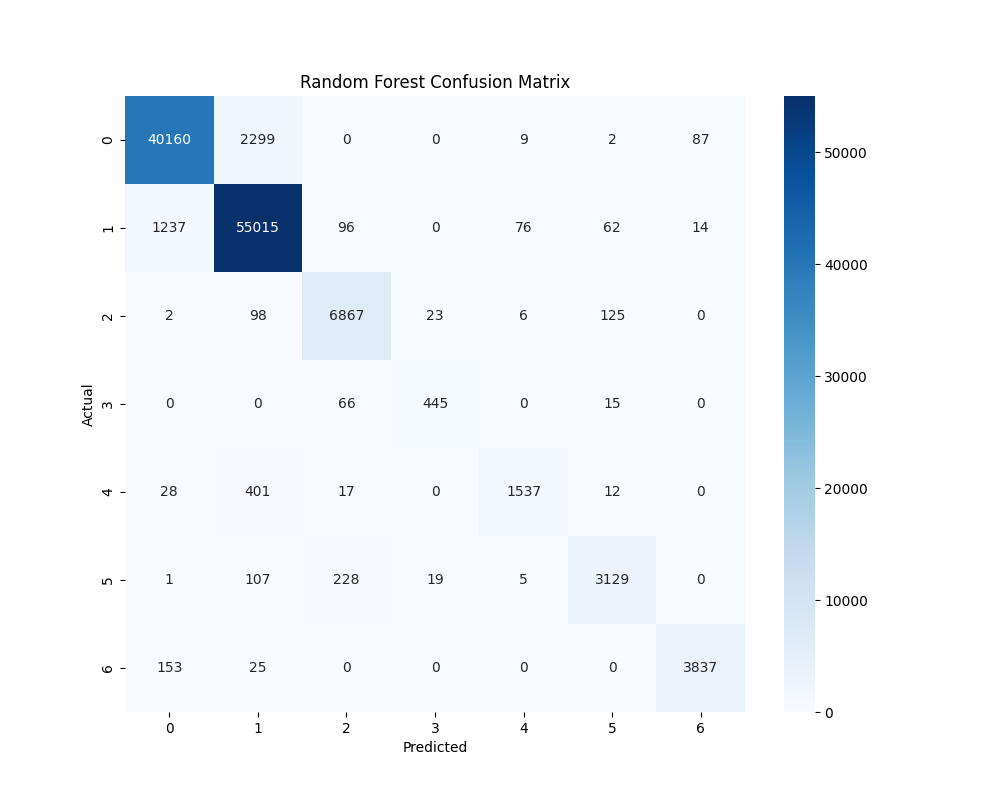 Random Forest Confusion Matrix
0 40160 2299 0 0 9 2 87
1 1237 55015 96 0 76 62 14
2 2 98 6867 23 6 125 0
3 0 0 66 445 0 15 0
4 28 401 17 0 1537 12 0
5 1 107 228 19 5 3129 0
6 153 25 0 0 0 0 3837
0 1 2 3 4 5 6
Predicted
Actual
50000
40000
30000
20000
10000
0